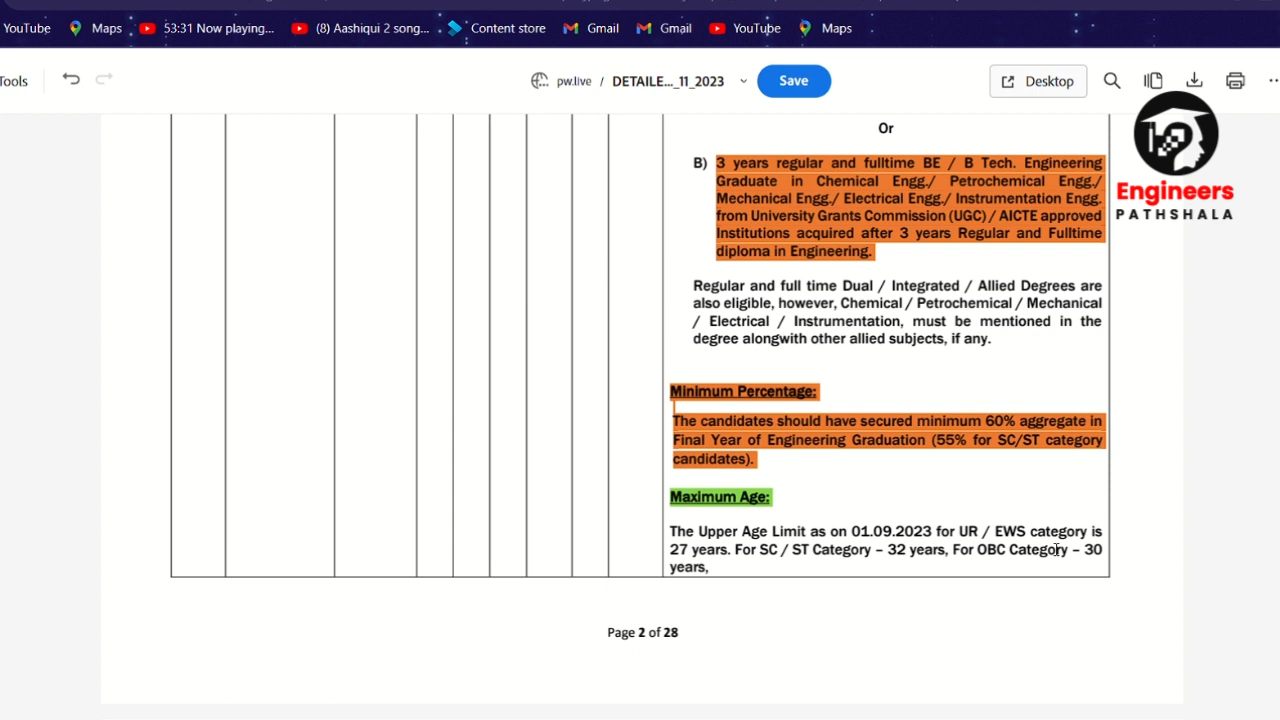 YouTube Maps 53:31 Now playing... (8) Aashiqui 2 song... Content store Gmail Gmail YouTube Maps
Tools pw.live / DETAILE..._11_2023 Save Desktop
Engineers
PATHSHALA
Or
B) 3 years regular and fulltime BE / B Tech. Engineering
Graduate in Chemical Engg./ Petrochemical Engg./
Mechanical Engg./ Electrical Engg./ Instrumentation Engg.
from University Grants Commission (UGC) / AICTE approved
Institutions acquired after 3 years Regular and Fulltime
diploma in Engineering.
Regular and full time Dual / Integrated / Allied Degrees are
also eligible, however, Chemical / Petrochemical / Mechanical
/ Electrical / Instrumentation, must be mentioned in the
degree alongwith other allied subjects, if any.
Minimum Percentage:
The candidates should have secured minimum 60% aggregate in
Final Year of Engineering Graduation (55% for SC/ST category
candidates).
Maximum Age:
The Upper Age Limit as on 01.09.2023 for UR / EWS category is
27 years. For SC / ST Category – 32 years, For OBC Category – 30
years,
Page 2 of 28